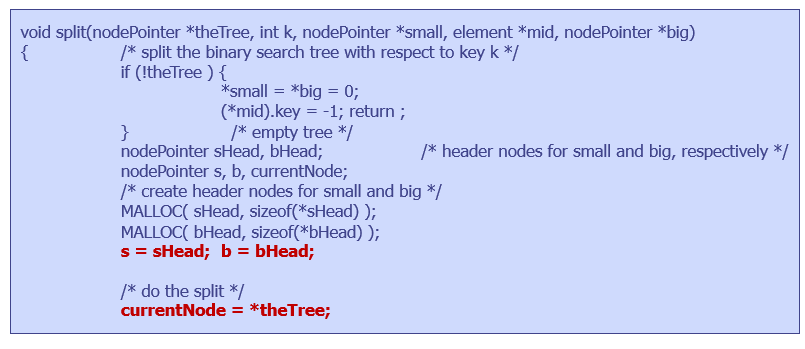 void split(nodePointer *theTree, int k, nodePointer *small, element *mid, nodePointer *big)
{ /* split the binary search tree with respect to key k */
if (!theTree ) {
*small = *big = 0;
(*mid).key = -1; return ;
} /* empty tree */
nodePointer sHead, bHead; /* header nodes for small and big, respectively */
nodePointer s, b, currentNode;
/* create header nodes for small and big */
MALLOC( sHead, sizeof(*sHead) );
MALLOC( bHead, sizeof(*bHead) );
s = sHead; b = bHead;
/* do the split */
currentNode = *theTree;